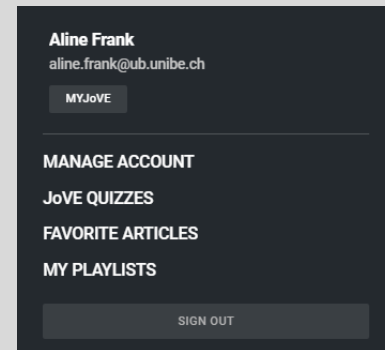 Aline Frank
aline.frank@ub.unibe.ch
MYJoVE
MANAGE ACCOUNT
JoVE QUIZZES
FAVORITE ARTICLES
MY PLAYLISTS
SIGN OUT